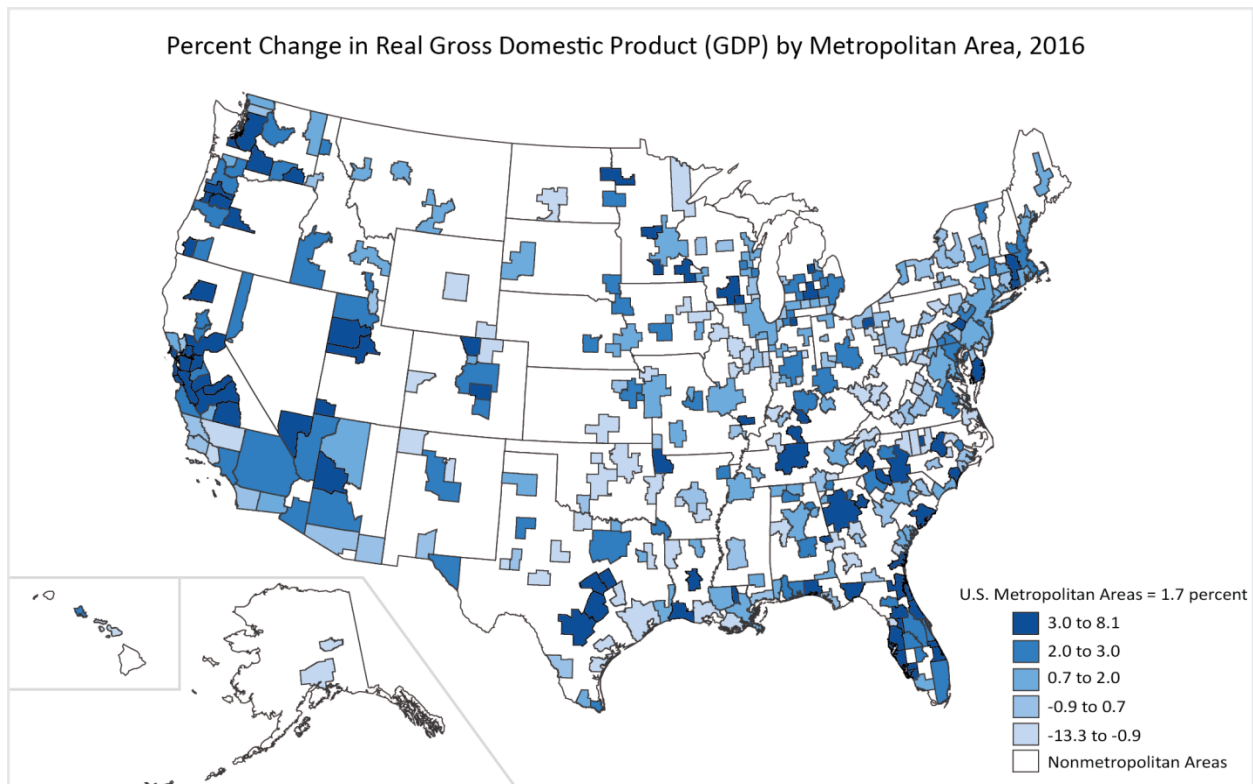 Percent Change in Real Gross Domestic Product (GDP) by Metropolitan Area, 2016
U.S. Metropolitan Areas = 1.7 percent
3.0 to 8.1
2.0 to 3.0
0.7 to 2.0
-0.9 to 0.7
-13.3 to -0.9
Nonmetropolitan Areas